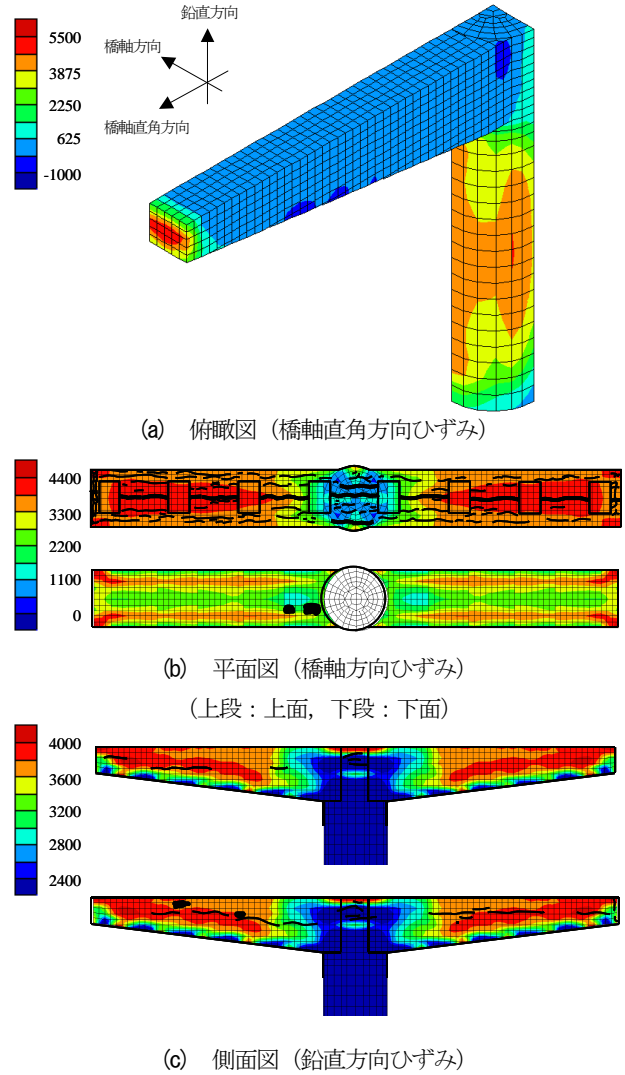 5500
3875
2250
625
-1000
鉛直方向
橋軸方向
橋軸直角方向
(a) 俯瞰図（橋軸直角方向ひずみ）
4400
3300
2200
1100
0
(b) 平面図（橋軸方向ひずみ）
（上段：上面，下段：下面）
4000
3600
3200
2800
2400
(c) 側面図（鉛直方向ひずみ）